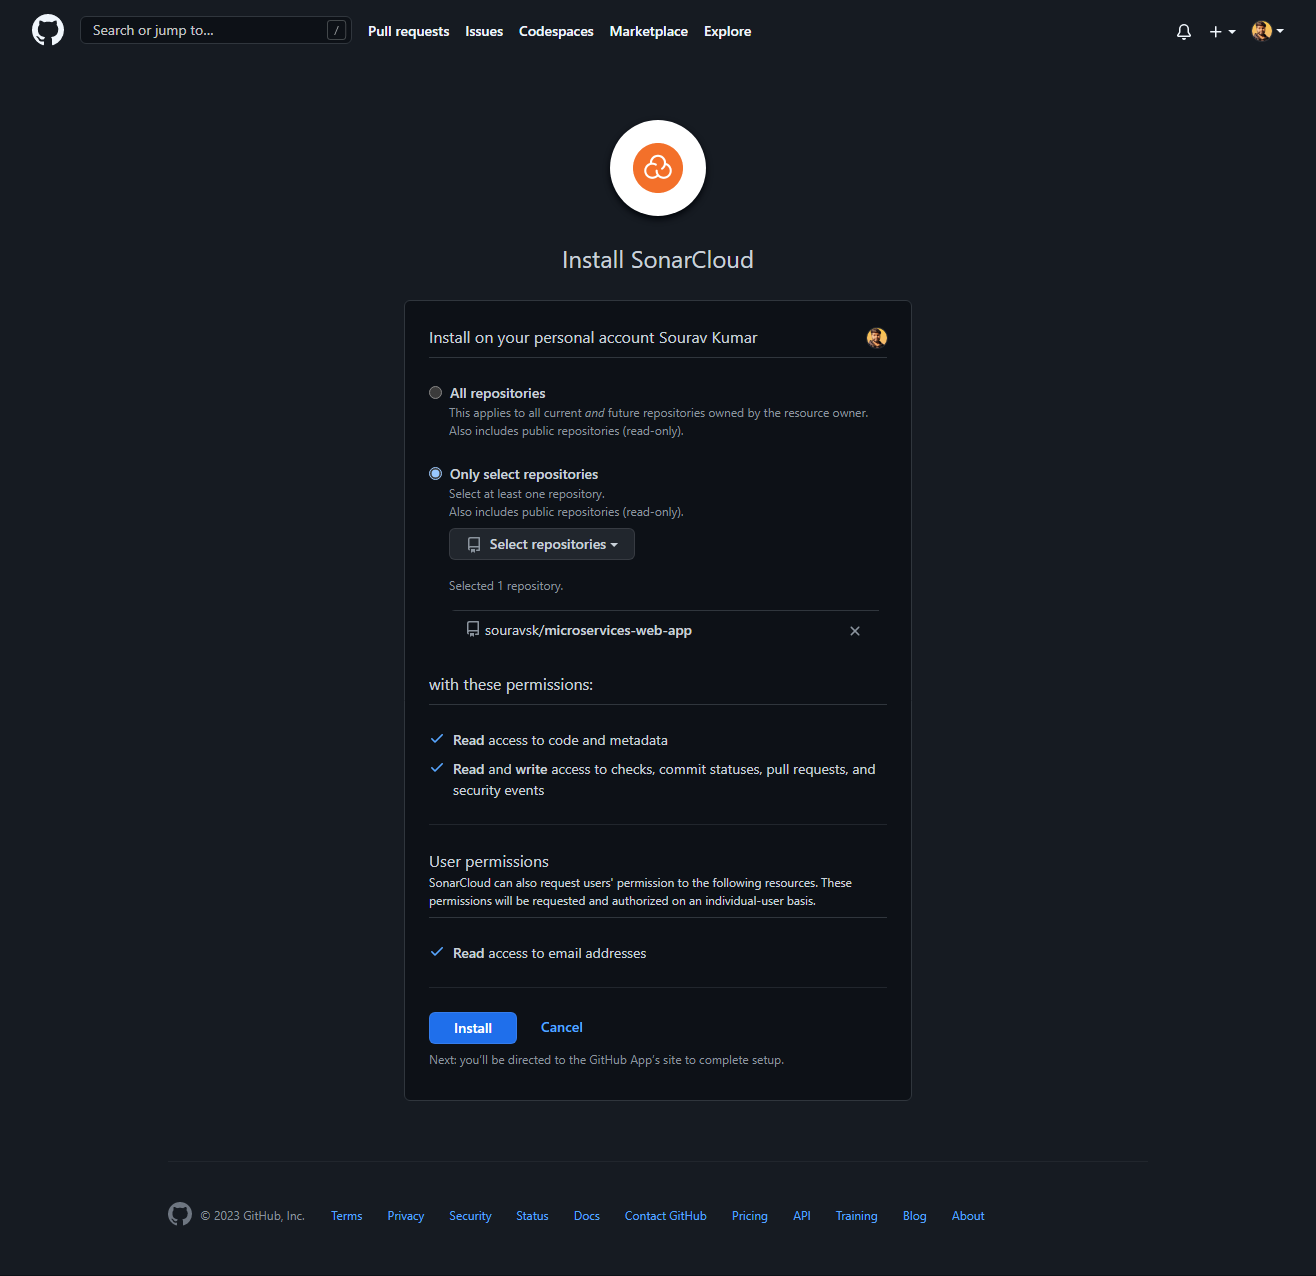 Search or jump to... /
Pull requests Issues Codespaces Marketplace Explore
Install SonarCloud
Install on your personal account Sourav Kumar
All repositories
This applies to all current and future repositories owned by the resource owner.
Also includes public repositories (read-only).
Only select repositories
Select at least one repository.
Also includes public repositories (read-only).
Select repositories
Selected 1 repository.
souravsk/microservices-web-app
with these permissions:
Read access to code and metadata
Read and write access to checks, commit statuses, pull requests, and
security events
User permissions
SonarCloud can also request users' permission to the following resources. These
permissions will be requested and authorized on an individual-user basis.
Read access to email addresses
Install Cancel
Next: you'll be directed to the GitHub App's site to complete setup.
© 2023 GitHub, Inc. Terms Privacy Security Status Docs Contact GitHub Pricing API Training Blog About